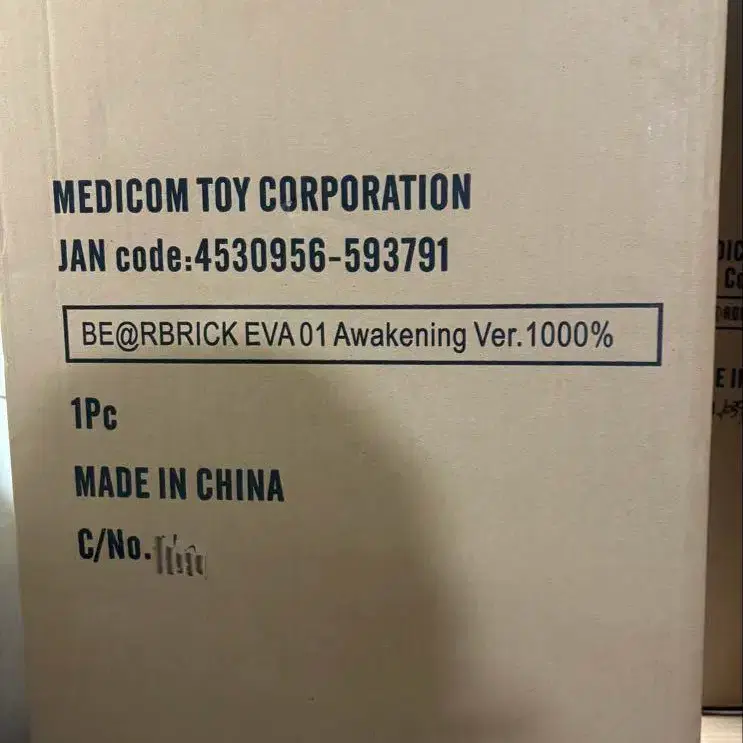 MEDICOM TOY CORPORATION
JAN code:4530956-593791
BE@RBRICK EVA 01 Awakening Ver.1000%
1Pc
MADE IN CHINA
C/No.